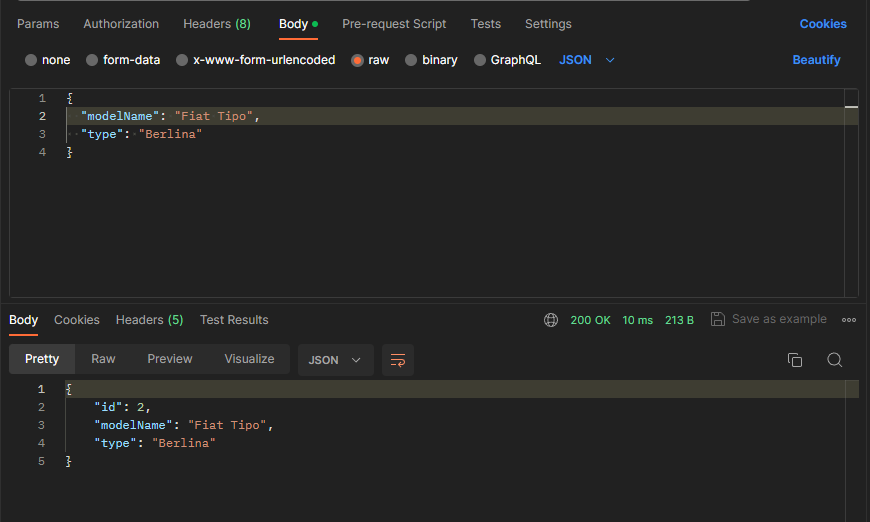 Params Authorization Headers (8) Body Pre-request Script Tests Settings Cookies
none form-data x-www-form-urlencoded raw binary GraphQL JSON Beautify
1 {
2 "modelName": "Fiat Tipo",
3 "type": "Berlina"
4 }
Body Cookies Headers (5) Test Results 200 OK 10 ms 213 B Save as example
Pretty Raw Preview Visualize JSON
1 {
2 "id": 2,
3 "modelName": "Fiat Tipo",
4 "type": "Berlina"
5 }